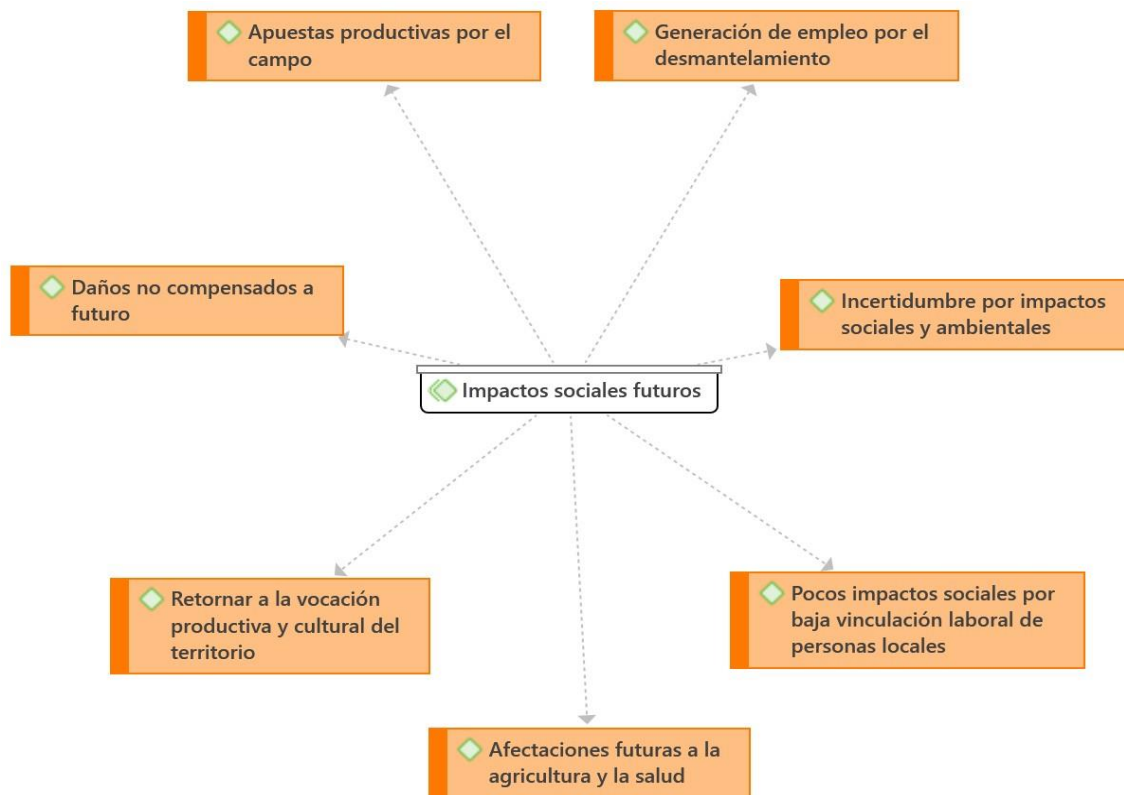 Apuestas productivas por el
campo
Generación de empleo por el
desmantelamiento
Daños no compensados a
futuro
Incertidumbre por impactos
sociales y ambientales
Impactos sociales futuros
Retornar a la vocación
productiva y cultural del
territorio
Pocos impactos sociales por
baja vinculación laboral de
personas locales
Afectaciones futuras a la
agricultura y la salud